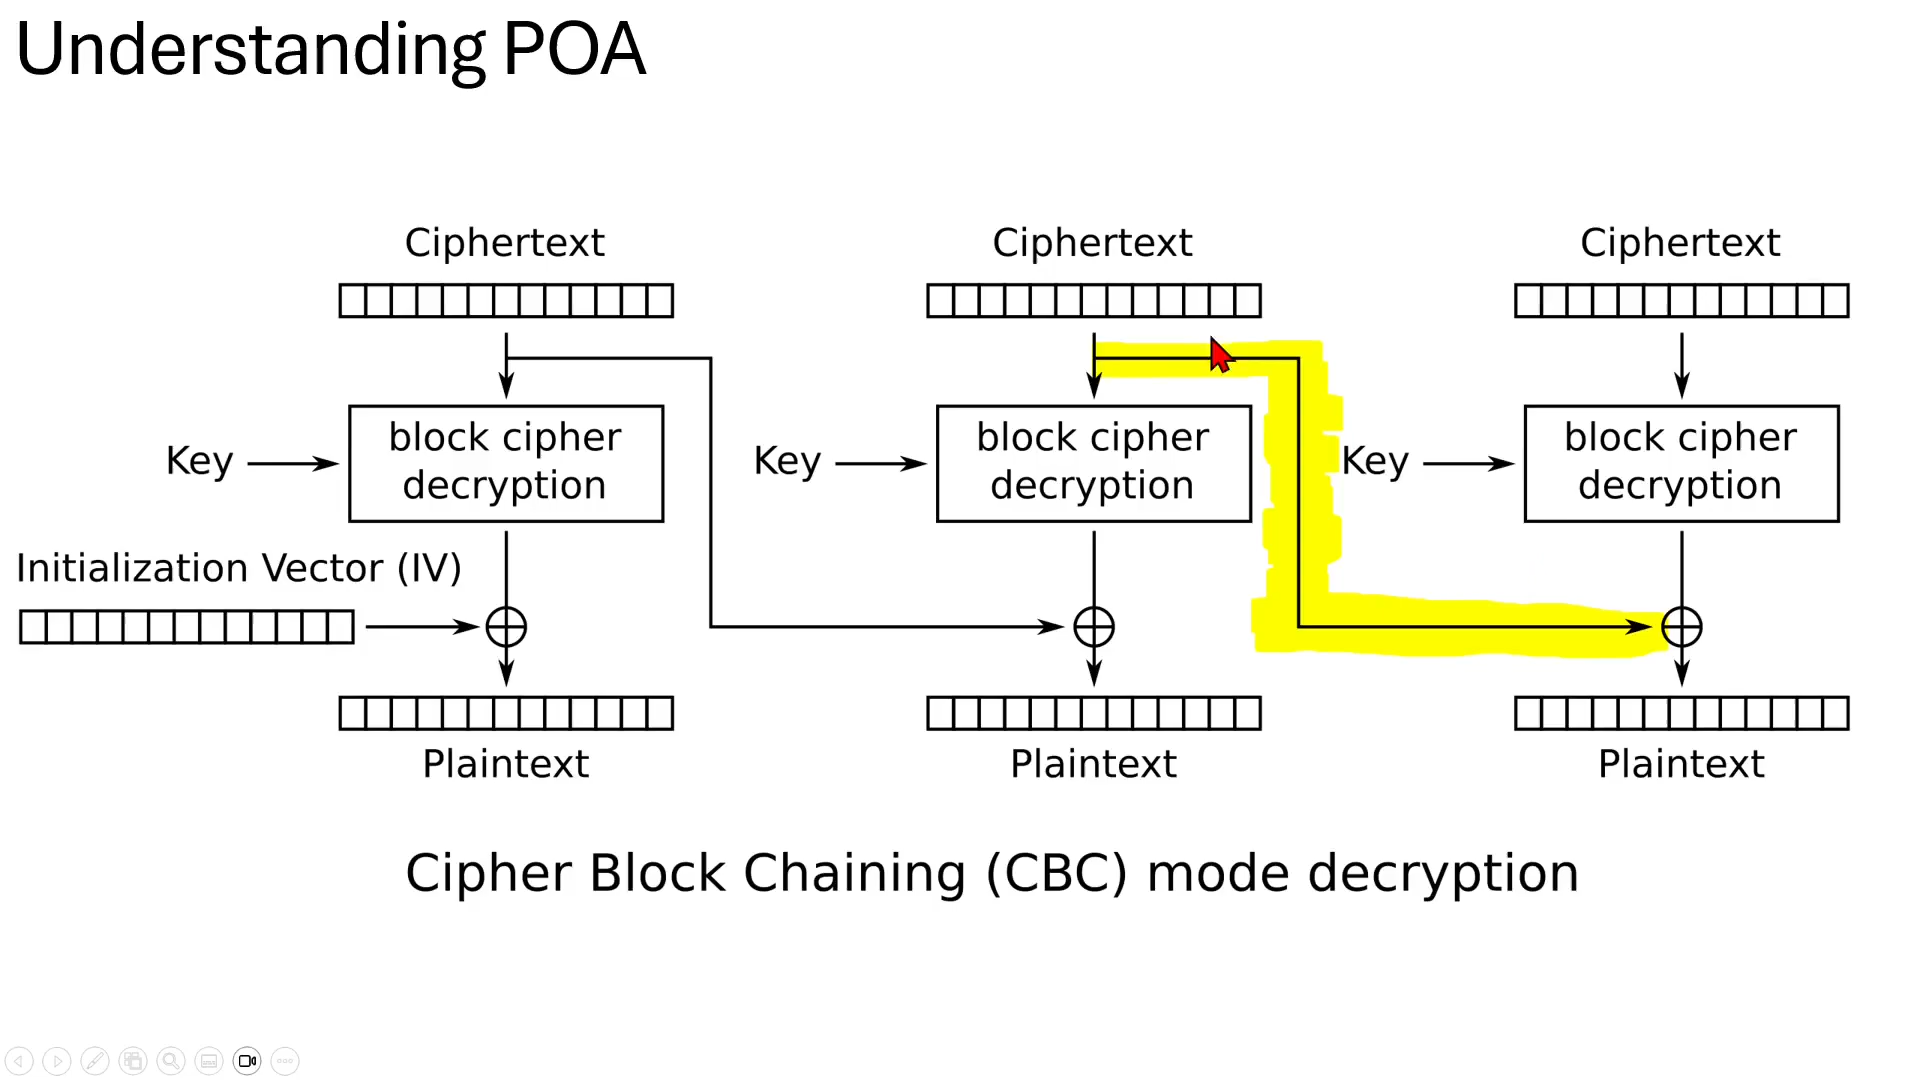 Understanding POA
Ciphertext
Ciphertext
Ciphertext
Key
block cipher
decryption
Key
block cipher
decryption
Key
block cipher
decryption
Initialization Vector (IV)
Plaintext
Plaintext
Plaintext
Cipher Block Chaining (CBC) mode decryption